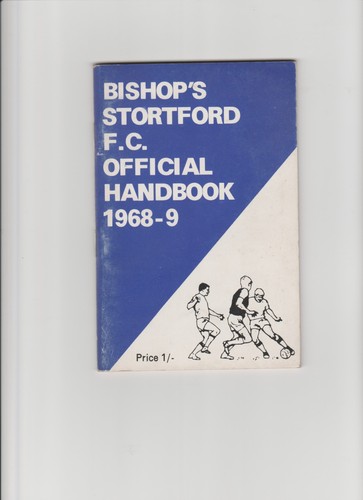 BISHOP'S
STORTFORD
F.C.
OFFICIAL
HANDBOOK
1968-9
Price 1/-